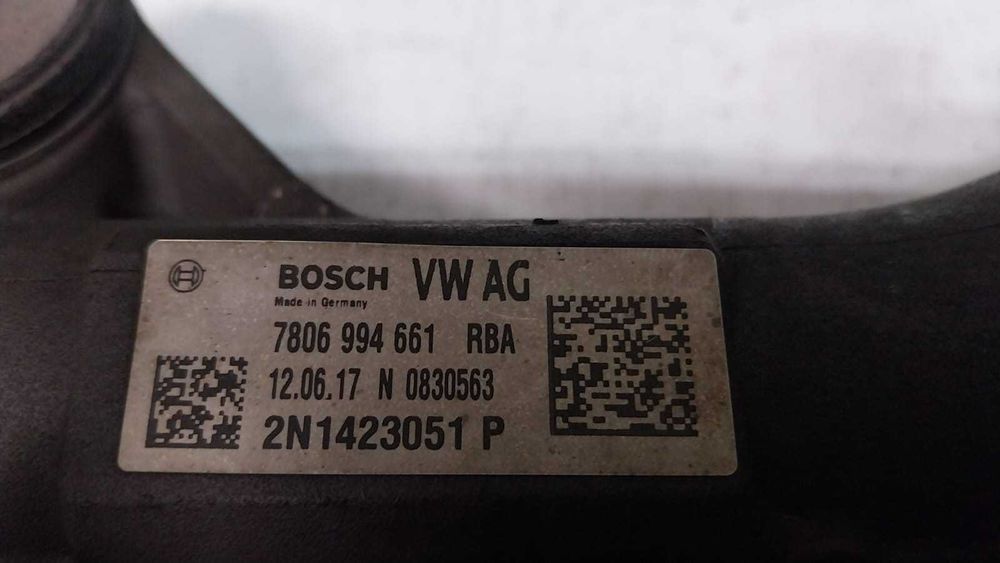 BOSCH VW AG
Made in Germany
7806 994 661 RBA
12.06.17 N 0830563
2N1423051 P